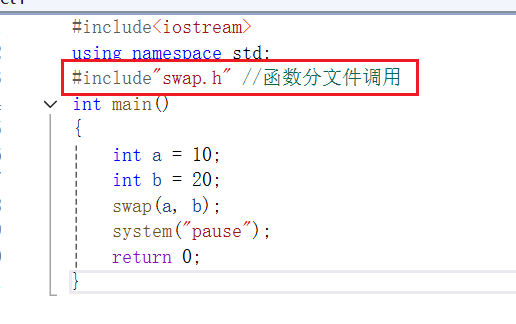 #include<iostream>
using namespace std;
#include"swap.h" //函数分文件调用
int main()
{
int a = 10;
int b = 20;
swap(a, b);
system("pause");
return 0;
}